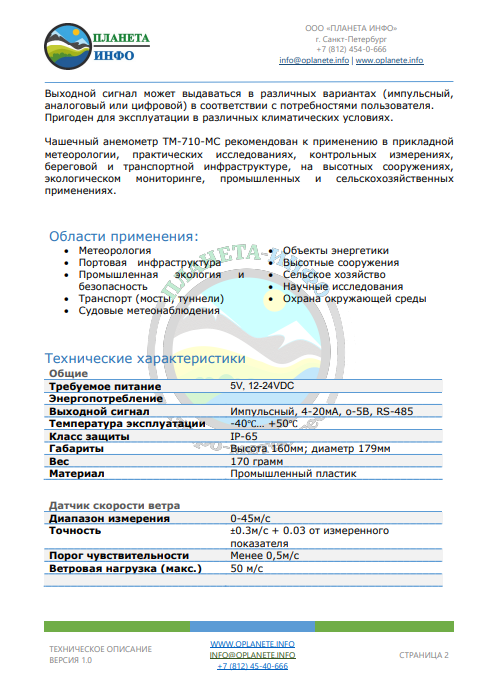 ПЛАНЕТА
ИНФО
ООО «ПЛАНЕТА ИНФО»
г. Санкт-Петербург
+7 (812) 454-0-666
info@oplanete.info | www.oplanete.info
Выходной сигнал может выдаваться в различных вариантах (импульсный,
аналоговый или цифровой) в соответствии с потребностями пользователя.
Пригоден для эксплуатации в различных климатических условиях.
Чашечный анемометр ТМ-710-МС рекомендован к применению в прикладной
метеорологии, практических исследованиях, контрольных измерениях,
береговой и транспортной инфраструктуре, на высотных сооружениях,
экологическом мониторинге, промышленных и сельскохозяйственных
применениях.
Области применения:
• Метеорология
• Портовая инфраструктура
• Промышленная экология и
безопасность
• Транспорт (мосты, туннели)
• Судовые метеонаблюдения
• Объекты энергетики
• Высотные сооружения
• Сельское хозяйство
• Научные исследования
• Охрана окружающей среды
ПЛАНЕТА-ИНФО
Технические характеристики
Общие
Требуемое питание 5V, 12-24VDC
Энергопотребление
Выходной сигнал Импульсный, 4-20мА, о-5В, RS-485
Температура эксплуатации -40℃... +50℃
Класс защиты IP-65
Габариты Высота 160мм; диаметр 179мм
Вес 170 грамм
Материал Промышленный пластик
Датчик скорости ветра
Диапазон измерения 0-45м/с
Точность ±0.3м/с + 0.03 от измеренного
показателя
Порог чувствительности Менее 0,5м/с
Ветровая нагрузка (макс.) 50 м/с
ТЕХНИЧЕСКОЕ ОПИСАНИЕ
ВЕРСИЯ 1.0
WWW.OPLANETE.INFO
INFO@OPLANETE.INFO
+7 (812) 45-40-666
СТРАНИЦА 2